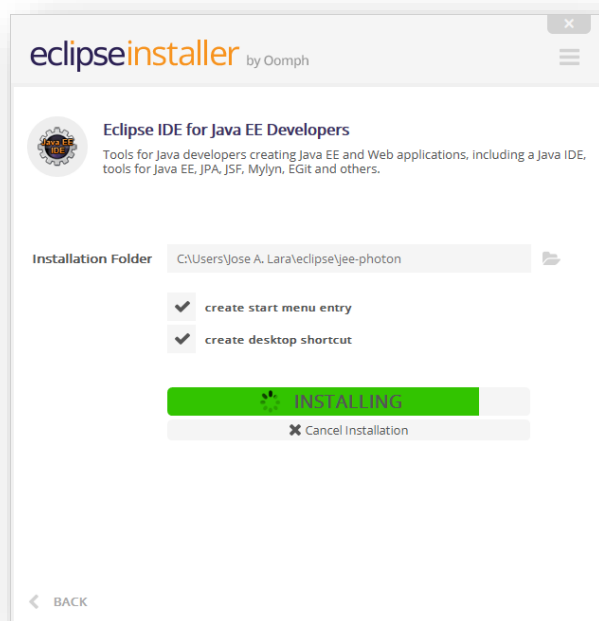 eclipseinstaller by Oomph
Java EE
IDE
Eclipse IDE for Java EE Developers
Tools for Java developers creating Java EE and Web applications, including a Java IDE,
tools for Java EE, JPA, JSF, Mylyn, EGit and others.
Installation Folder C:\Users\Jose A. Lara\eclipse\jee-photon
create start menu entry
create desktop shortcut
INSTALLING
Cancel Installation
BACK